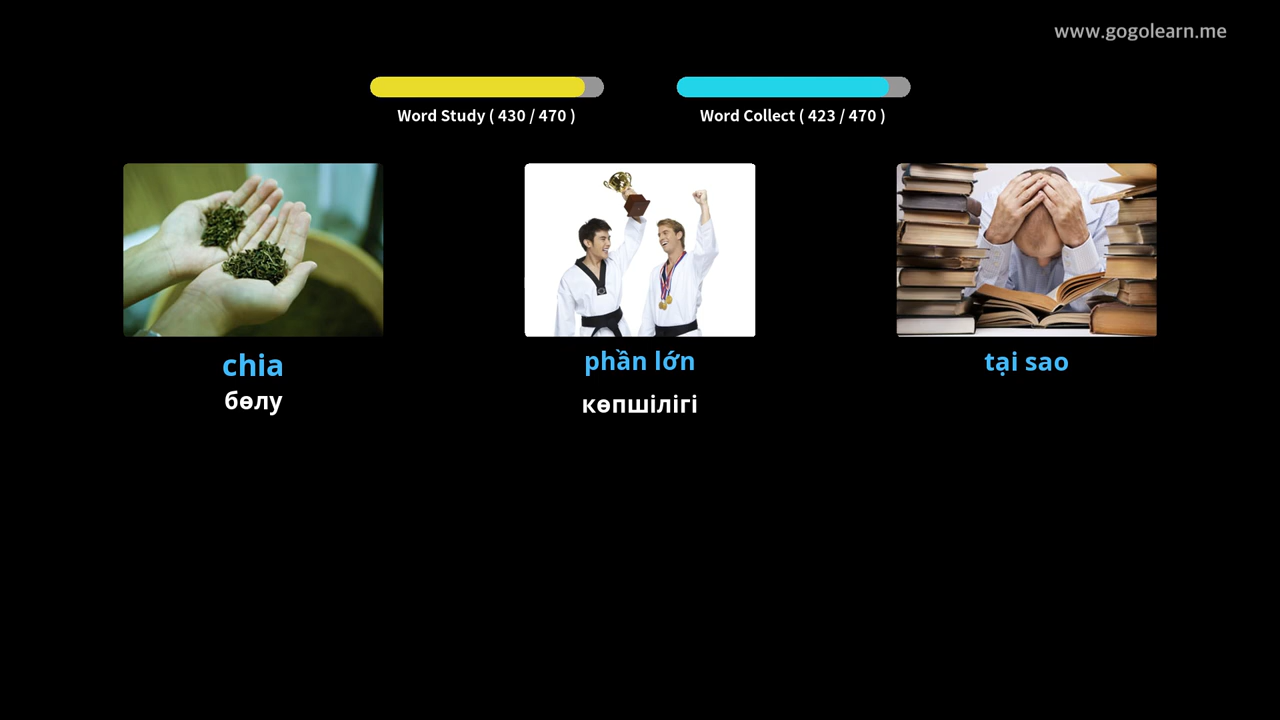 www.gogolearn.me
Word Study ( 430 / 470 )
Word Collect ( 423 / 470 )
chia
phần lớn
tại sao
бөлу
көпшілігі